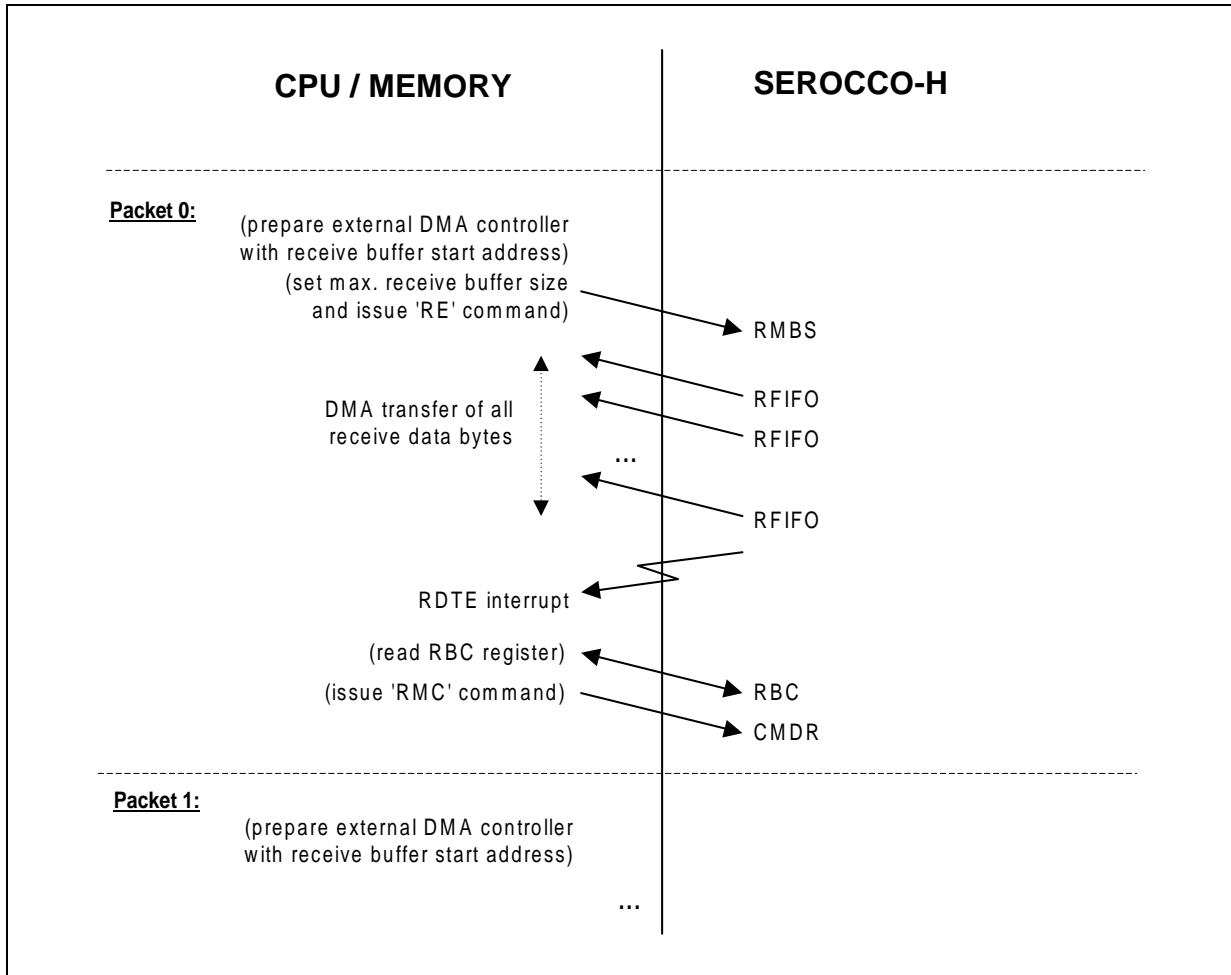 CPU / MEMORY
SEROCCO-H
Packet 0:
(prepare external DMA controller
with receive buffer start address)
(set max. receive buffer size
and issue 'RE' command)
RMBS
RFIFO
DMA transfer of all
receive data bytes
RFIFO
...
RFIFO
RDTE interrupt
(read RBC register)
RBC
(issue 'RMC' command)
CMDR
Packet 1:
(prepare external DMA controller
with receive buffer start address)
...